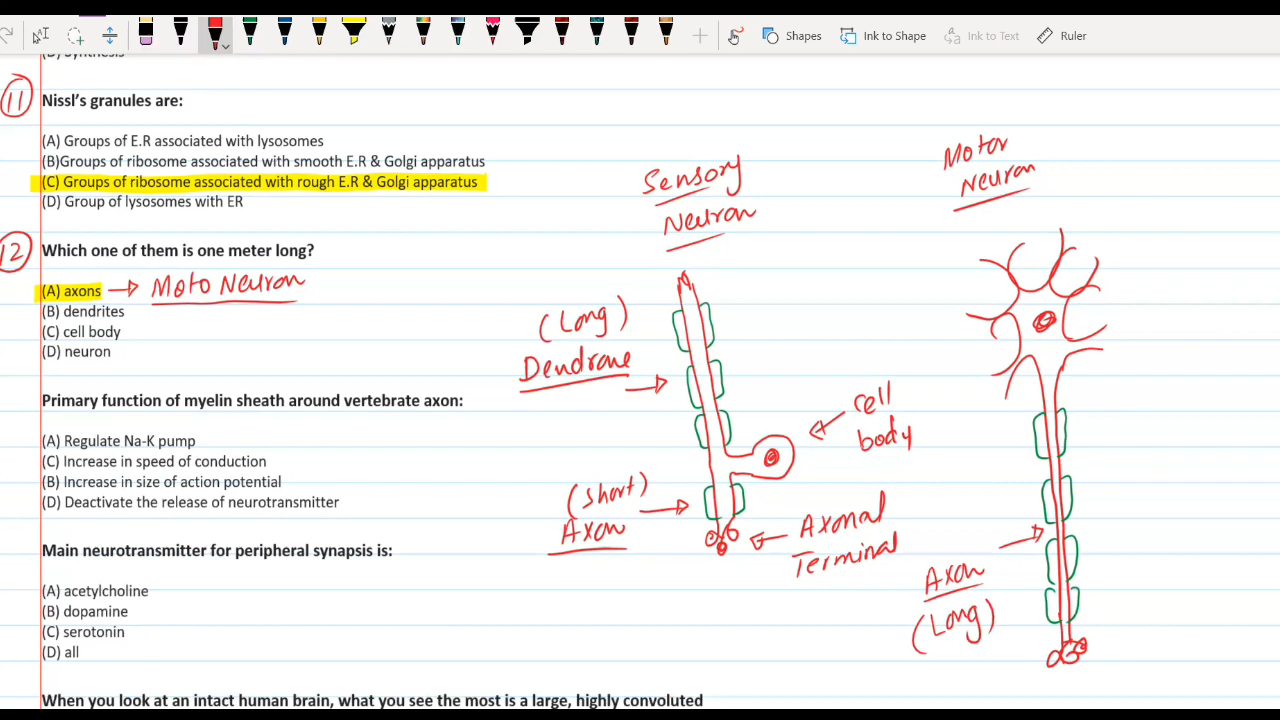 Shapes
Ink to Shape
Ink to Text
Ruler
11
Nissl's granules are:
(A) Groups of E.R associated with lysosomes
(B)Groups of ribosome associated with smooth E.R & Golgi apparatus
(C) Groups of ribosome associated with rough E.R & Golgi apparatus
(D) Group of lysosomes with ER
12
Which one of them is one meter long?
(A) axons → Moto Neuron
(B) dendrites
(C) cell body
(D) neuron
Primary function of myelin sheath around vertebrate axon:
(A) Regulate Na-K pump
(C) Increase in speed of conduction
(B) Increase in size of action potential
(D) Deactivate the release of neurotransmitter
Main neurotransmitter for peripheral synapsis is:
(A) acetylcholine
(B) dopamine
(C) serotonin
(D) all
When you look at an intact human brain, what you see the most is a large, highly convoluted
Sensory
Neuron
(Long)
Dendrone
Cell
body
(Short)
Axon
Axonal
Terminal
Motor
Neuron
Axon
(Long)